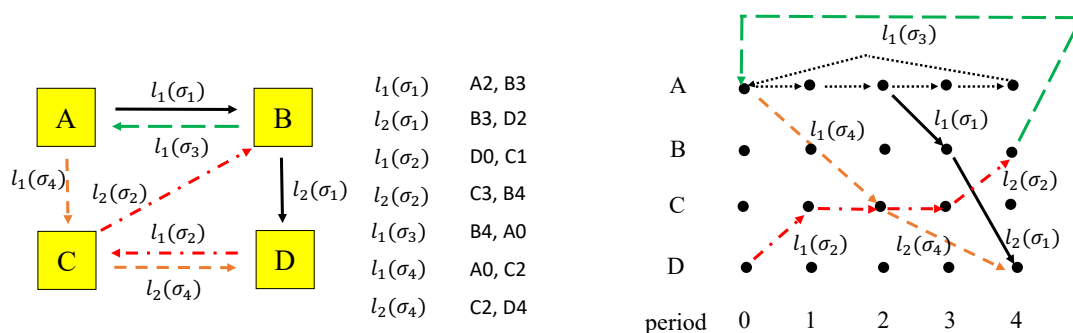 A
B
C
D
l₁(σ₁)
l₁(σ₃)
l₁(σ₄)
l₂(σ₂)
l₂(σ₁)
l₁(σ₂)
l₂(σ₄)
l₁(σ₁) A2, B3
l₂(σ₁) B3, D2
l₁(σ₂) D0, C1
l₂(σ₂) C3, B4
l₁(σ₃) B4, A0
l₁(σ₄) A0, C2
l₂(σ₄) C2, D4
l₁(σ₃)
A
l₁(σ₄)
l₁(σ₁)
B
l₂(σ₂)
C
l₁(σ₂)
l₂(σ₄)
l₂(σ₁)
D
period 0 1 2 3 4